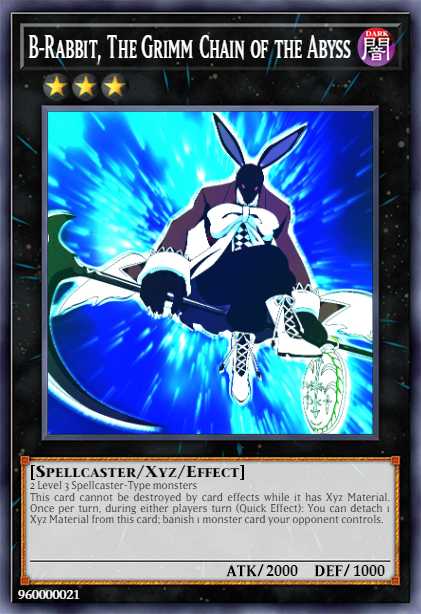 B-Rabbit, The Grimm Chain of the Abyss
DARK
闇
[Spellcaster/Xyz/Effect]
2 Level 3 Spellcaster-Type monsters
This card cannot be destroyed by card effects while it has Xyz Material.
Once per turn, during either players turn (Quick Effect): You can detach 1
Xyz Material from this card; banish 1 monster card your opponent controls.
ATK/2000 DEF/1000
960000021